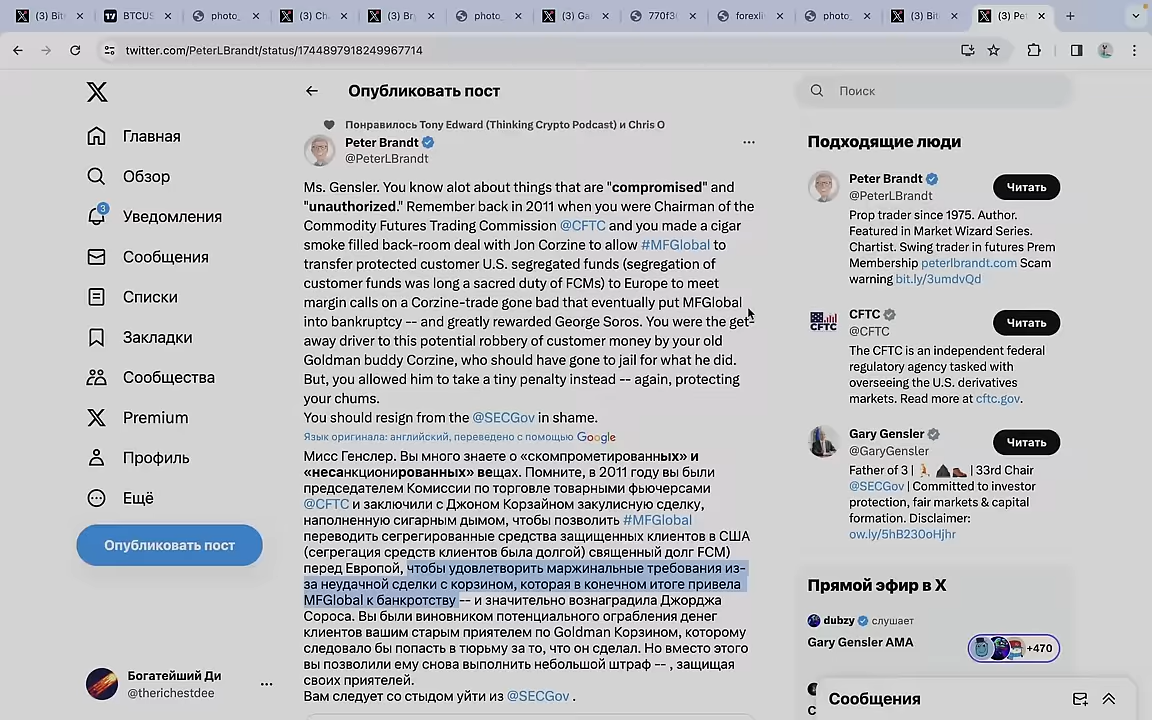 (3) Bit
BTCUS
photo_
(3) Ch
(3) Br
photo_
(3) Ga
770f3
forexli
photo_
(3) Bit
(3) Pe
twitter.com/PeterLBrandt/status/1744897918249967714
Главная
Обзор
3
Уведомления
Сообщения
Списки
Закладки
Сообщества
Premium
Профиль
Ещё
Опубликовать пост
Богатейший Ди
@therichestdee
Опубликовать пост
Понравилось Tony Edward (Thinking Crypto Podcast) и Chris O
Peter Brandt
@PeterLBrandt
Ms. Gensler. You know alot about things that are "compromised" and
"unauthorized." Remember back in 2011 when you were Chairman of the
Commodity Futures Trading Commission @CFTC and you made a cigar
smoke filled back-room deal with Jon Corzine to allow #MFGlobal to
transfer protected customer U.S. segregated funds (segregation of
customer funds was long a sacred duty of FCMs) to Europe to meet
margin calls on a Corzine-trade gone bad that eventually put MFGlobal
into bankruptcy -- and greatly rewarded George Soros. You were the get-
away driver to this potential robbery of customer money by your old
Goldman buddy Corzine, who should have gone to jail for what he did.
But, you allowed him to take a tiny penalty instead -- again, protecting
your chums.
You should resign from the @SECGov in shame.
Язык оригинала: английский, переведено с помощью Google
Мисс Генслер. Вы много знаете о «скомпрометированных» и
«несанкционированных» вещах. Помните, в 2011 году вы были
председателем Комиссии по торговле товарными фьючерсами
@CFTC и заключили с Джоном Корзайном закулисную сделку,
наполненную сигарным дымом, чтобы позволить #MFGlobal
переводить сегрегированные средства защищенных клиентов в США
(сегрегация средств клиентов была долгой) священный долг FCM)
перед Европой, чтобы удовлетворить маржинальные требования из-
за неудачной сделки с корзином, которая в конечном итоге привела
MFGlobal к банкротству -- и значительно вознаградила Джорджа
Сороса. Вы были виновником потенциального ограбления денег
клиентов вашим старым приятелем по Goldman Корзином, которому
следовало бы попасть в тюрьму за то, что он сделал. Но вместо этого
вы позволили ему снова выполнить небольшой штраф -- , защищая
своих приятелей.
Вам следует со стыдом уйти из @SECGov .
Поиск
Подходящие люди
Peter Brandt
@PeterLBrandt
Читать
Prop trader since 1975. Author.
Featured in Market Wizard Series.
Chartist. Swing trader in futures Prem
Membership peterlbrandt.com Scam
warning bit.ly/3umdvQd
CFTC
CFTC
@CFTC
Читать
The CFTC is an independent federal
regulatory agency tasked with
overseeing the U.S. derivatives
markets. Read more at cftc.gov.
Gary Gensler
@GaryGensler
Читать
Father of 3 | | 33rd Chair
@SECGov | Committed to investor
protection, fair markets & capital
formation. Disclaimer:
ow.ly/5hB230oHjhr
Прямой эфир в X
dubzy слушает
Gary Gensler AMA
+470
Сообщения